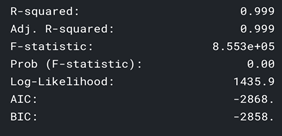 R-squared: 0.999
Adj. R-squared: 0.999
F-statistic: 8.553e+05
Prob (F-statistic): 0.00
Log-Likelihood: 1435.9
AIC: -2868.
BIC: -2858.